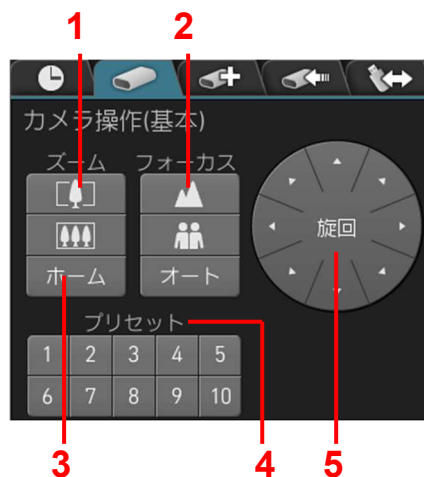 1 2
カメラ操作(基本)
ズーム フォーカス
旋回
ホーム オート
プリセット
1 2 3 4 5
6 7 8 9 10
3 4 5